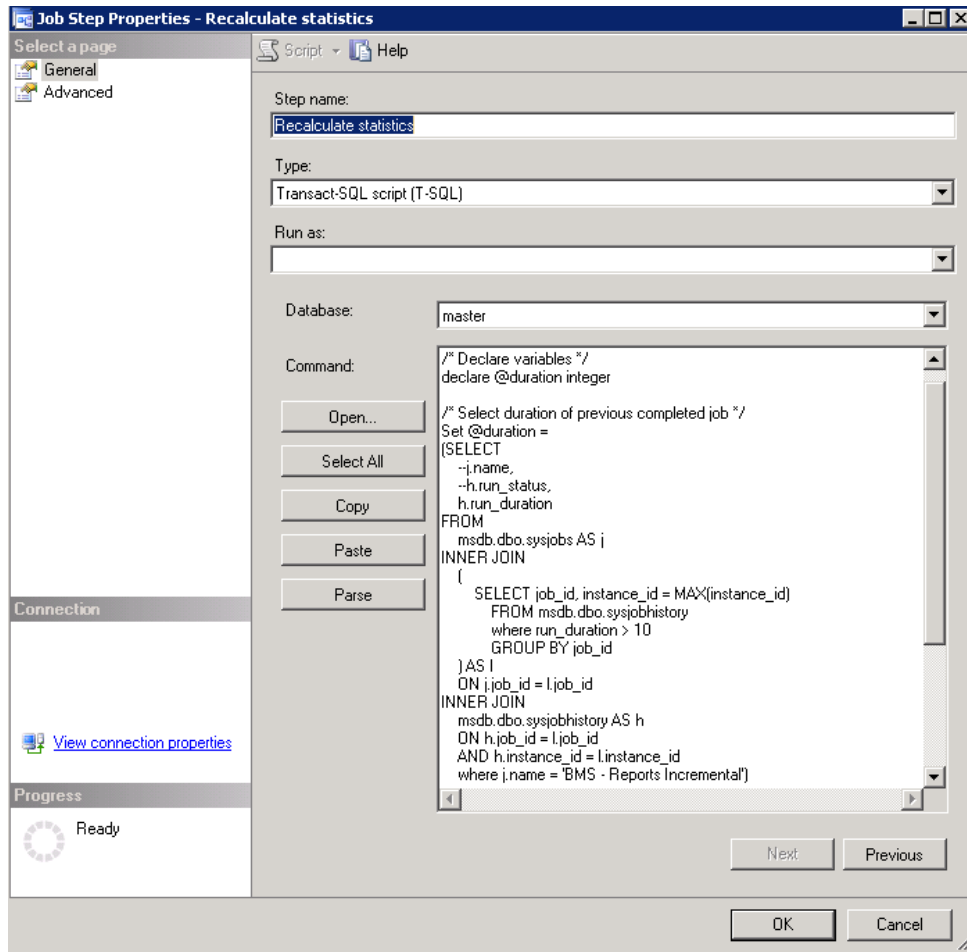 Job Step Properties - Recalculate statistics
Select a page
General
Advanced
Script
Help
Step name:
Recalculate statistics
Type:
Transact-SQL script (T-SQL)
Run as:
Database:
master
Command:
Open...
Select All
Copy
Paste
Parse
/* Declare variables */
declare @duration integer
/* Select duration of previous completed job */
Set @duration =
(SELECT
--j.name,
--h.run_status,
h.run_duration
FROM
msdb.dbo.sysjobs AS j
INNER JOIN
(
SELECT job_id, instance_id = MAX(instance_id)
FROM msdb.dbo.sysjobhistory
where run_duration > 10
GROUP BY job_id
) AS l
ON j.job_id = l.job_id
INNER JOIN
msdb.dbo.sysjobhistory AS h
ON h.job_id = l.job_id
AND h.instance_id = l.instance_id
where j.name = 'BMS - Reports Incremental')
Connection
View connection properties
Progress
Ready
Next
Previous
OK
Cancel